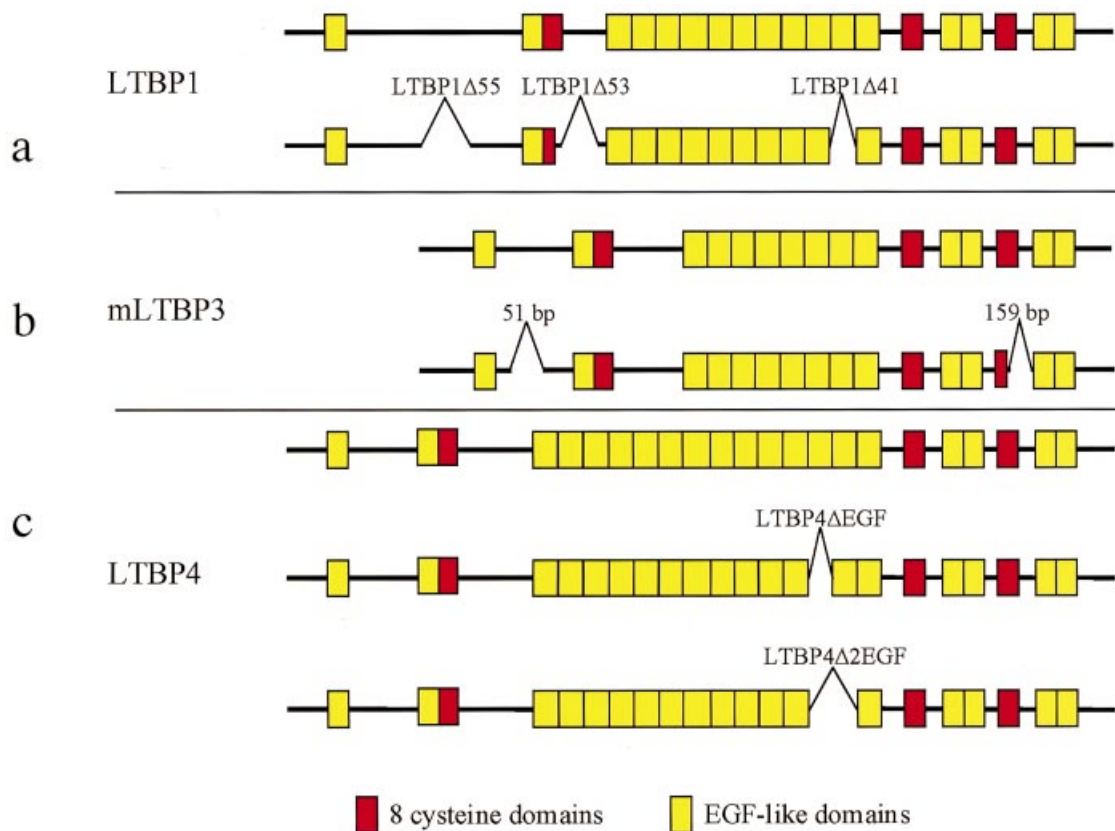 LTBP1
LTBP1Δ55 LTBP1Δ53 LTBP1Δ41
a
mLTBP3
51 bp 159 bp
b
c
LTBP4ΔEGF
LTBP4
LTBP4Δ2EGF
8 cysteine domains EGF-like domains